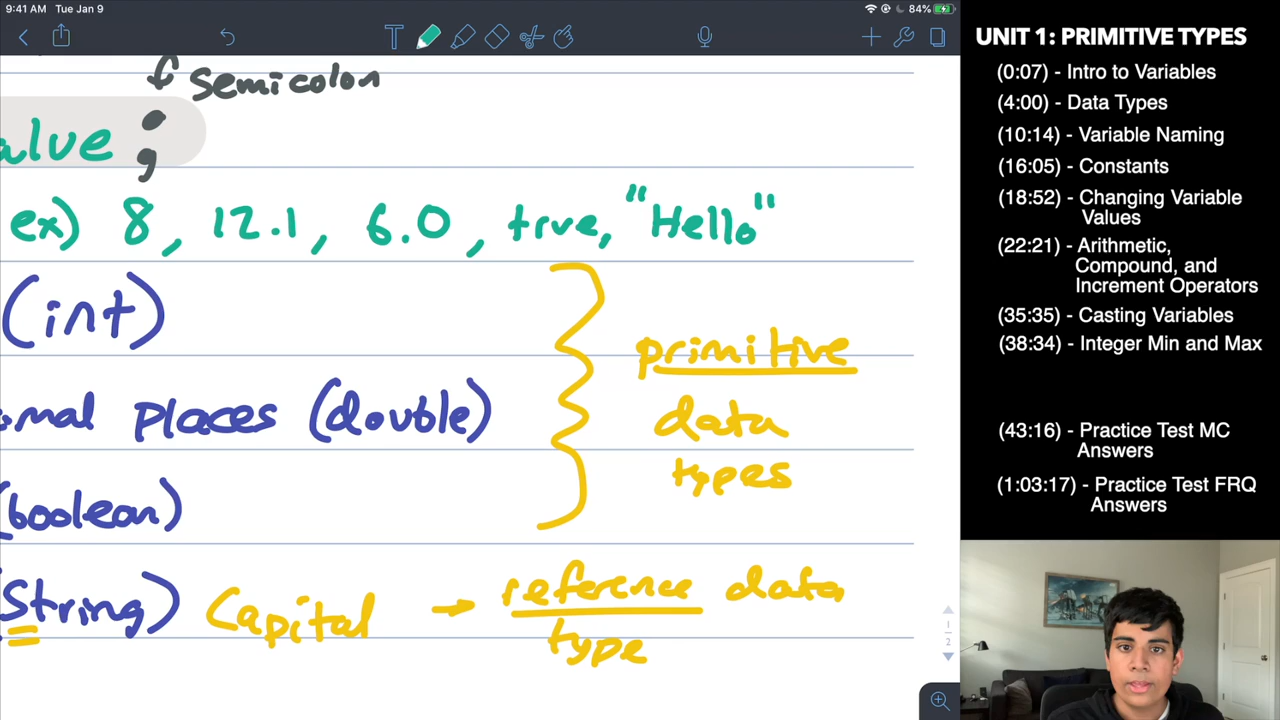 9:41 AM Tue Jan 9
84%
semicolon
alue ;
ex) 8, 12.1, 6.0, true, "Hello"
(int)
mal places (double)
(boolean)
primitive
data
types
String) Capital → reference data
type
1
2
UNIT 1: PRIMITIVE TYPES
(0:07) - Intro to Variables
(4:00) - Data Types
(10:14) - Variable Naming
(16:05) - Constants
(18:52) - Changing Variable
Values
(22:21) - Arithmetic,
Compound, and
Increment Operators
(35:35) - Casting Variables
(38:34) - Integer Min and Max
(43:16) - Practice Test MC
Answers
(1:03:17) - Practice Test FRQ
Answers